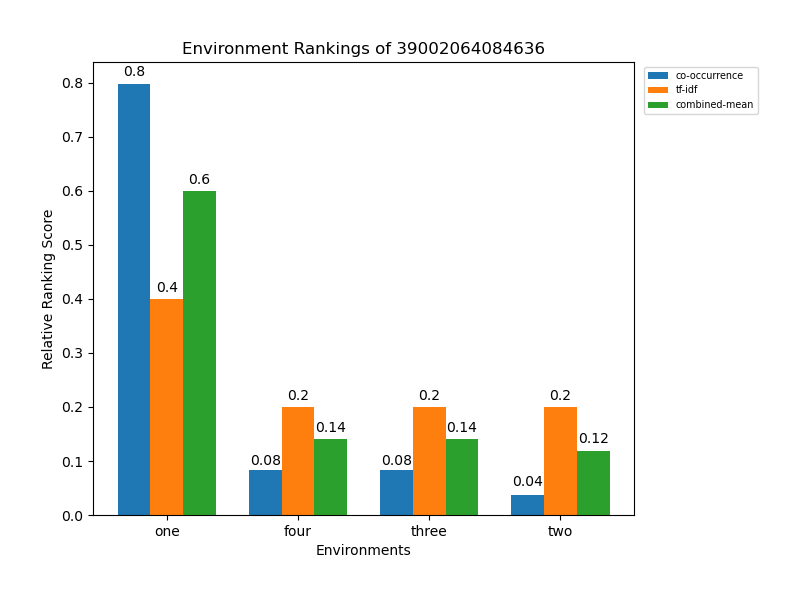 Environment Rankings of 39002064084636
co-occurrence
tf-idf
combined-mean
Relative Ranking Score
0.8
0.7
0.6
0.5
0.4
0.3
0.2
0.1
0.0
0.8
0.4
0.6
0.08
0.2
0.14
0.08
0.2
0.14
0.04
0.2
0.12
one
four
three
two
Environments